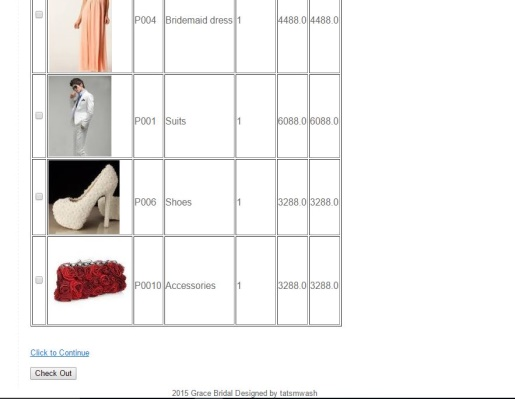 P004 Bridemaid dress 1 4488.0 4488.0
P001 Suits 1 6088.0 6088.0
P006 Shoes 1 3288.0 3288.0
P0010 Accessories 1 3288.0 3288.0
Click to Continue
Check Out
2015 Grace Bridal Designed by tatsmwash